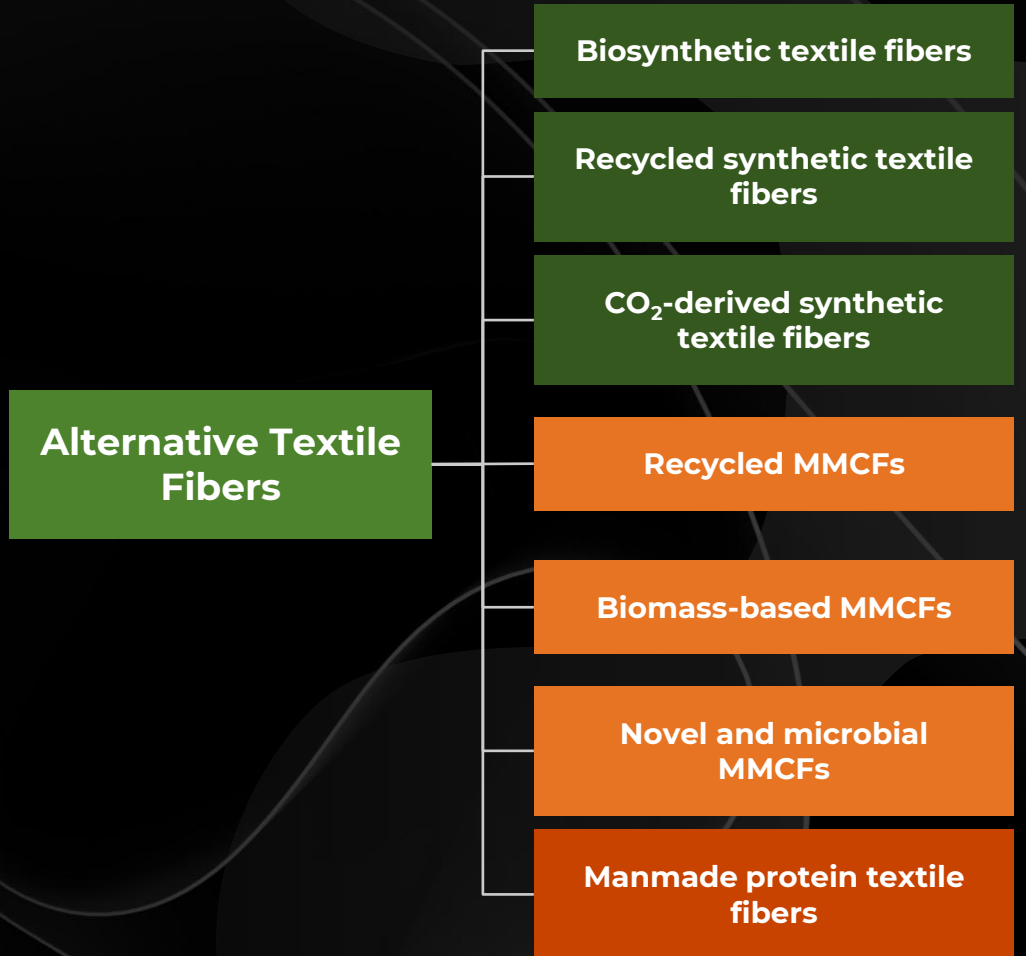 Biosynthetic textile fibers
Recycled synthetic textile
fibers
CO₂-derived synthetic
textile fibers
Alternative Textile
Fibers
Recycled MMCFs
Biomass-based MMCFs
Novel and microbial
MMCFs
Manmade protein textile
fibers